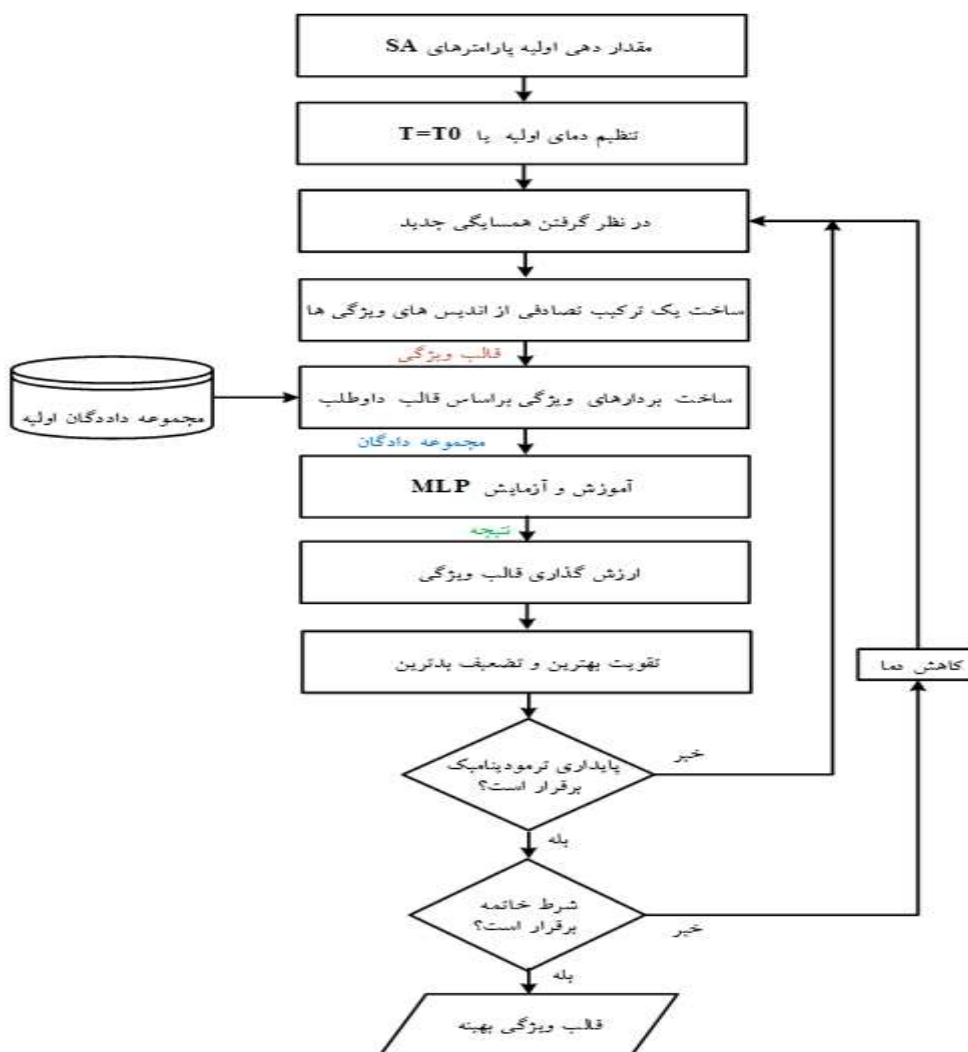 مقدار دهی اولیه پارامترهای SA
تنظیم دمای اولیه یا T=T0
در نظر گرفتن همسایگی جدید
ساخت یک ترکیب تصادفی از اندیس های ویژگی ها
قالب ویژگی
ساخت بردارهای ویژگی براساس قالب داوطلب
مجموعه داددگان اولیه
مجموعه دادگان
آموزش و آزمایش MLP
نتیجه
ارزش گذاری قالب ویژگی
تقویت بهترین و تضعیف بدترین
کاهش دما
پایداری ترمودینامیک
برقرار است؟
خیر
بله
شرط خاتمه
برقرار است؟
خیر
بله
قالب ویژگی بهینه